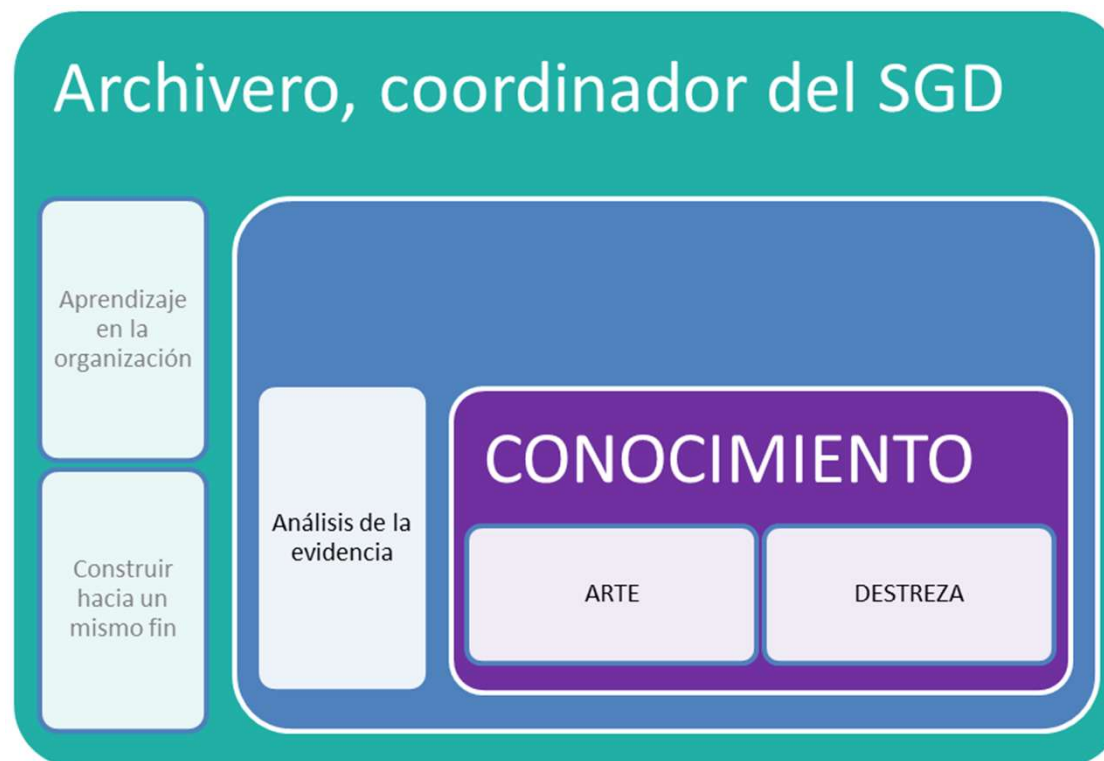 Archivero, coordinador del SGD
Aprendizaje
en la
organización
Construir
hacia un
mismo fin
Análisis de la
evidencia
CONOCIMIENTO
ARTE
DESTREZA